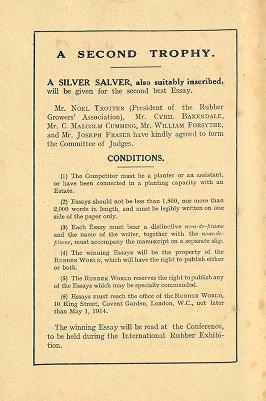 A SECOND TROPHY.
A SILVER SALVER, also suitably inscribed,
will be given for the second best Essay.
Mr. NOEL TROTTER (President of the Rubber
Growers' Association), Mr. CYRIL BAXENDALE,
Mr. C. MALCOLM CUMMING, Mr. WILLIAM FORSYTHE,
and Mr. JOSEPH FRASER have kindly agreed to form
the Committee of Judges.
CONDITIONS.
(1) The Competitor must be a planter or an assistant,
or have been connected in a planting capacity with an
Estate.
(2) Essays should not be less than 1,500, nor more than
2,000 words in length, and must be legibly written on one
side of the paper only.
(3) Each Essay must bear a distinctive nom-de-plume
and the name of the writer, together with the nom-de-
plume, must accompany the manuscript on a separate slip.
(4) The winning Essays will be the property of the
RUBBER WORLD, which will have the right to publish either
or both.
(5) The RUBBER WORLD reserves the right to publish any
of the Essays which may be specially commended.
(6) Essays must reach the office of the RUBBER WORLD,
10 King Street, Covent Garden, London, W.C., not later
than May 1, 1914.
The winning Essay will be read at the Conference,
to be held during the International Rubber Exhibi-
tion.